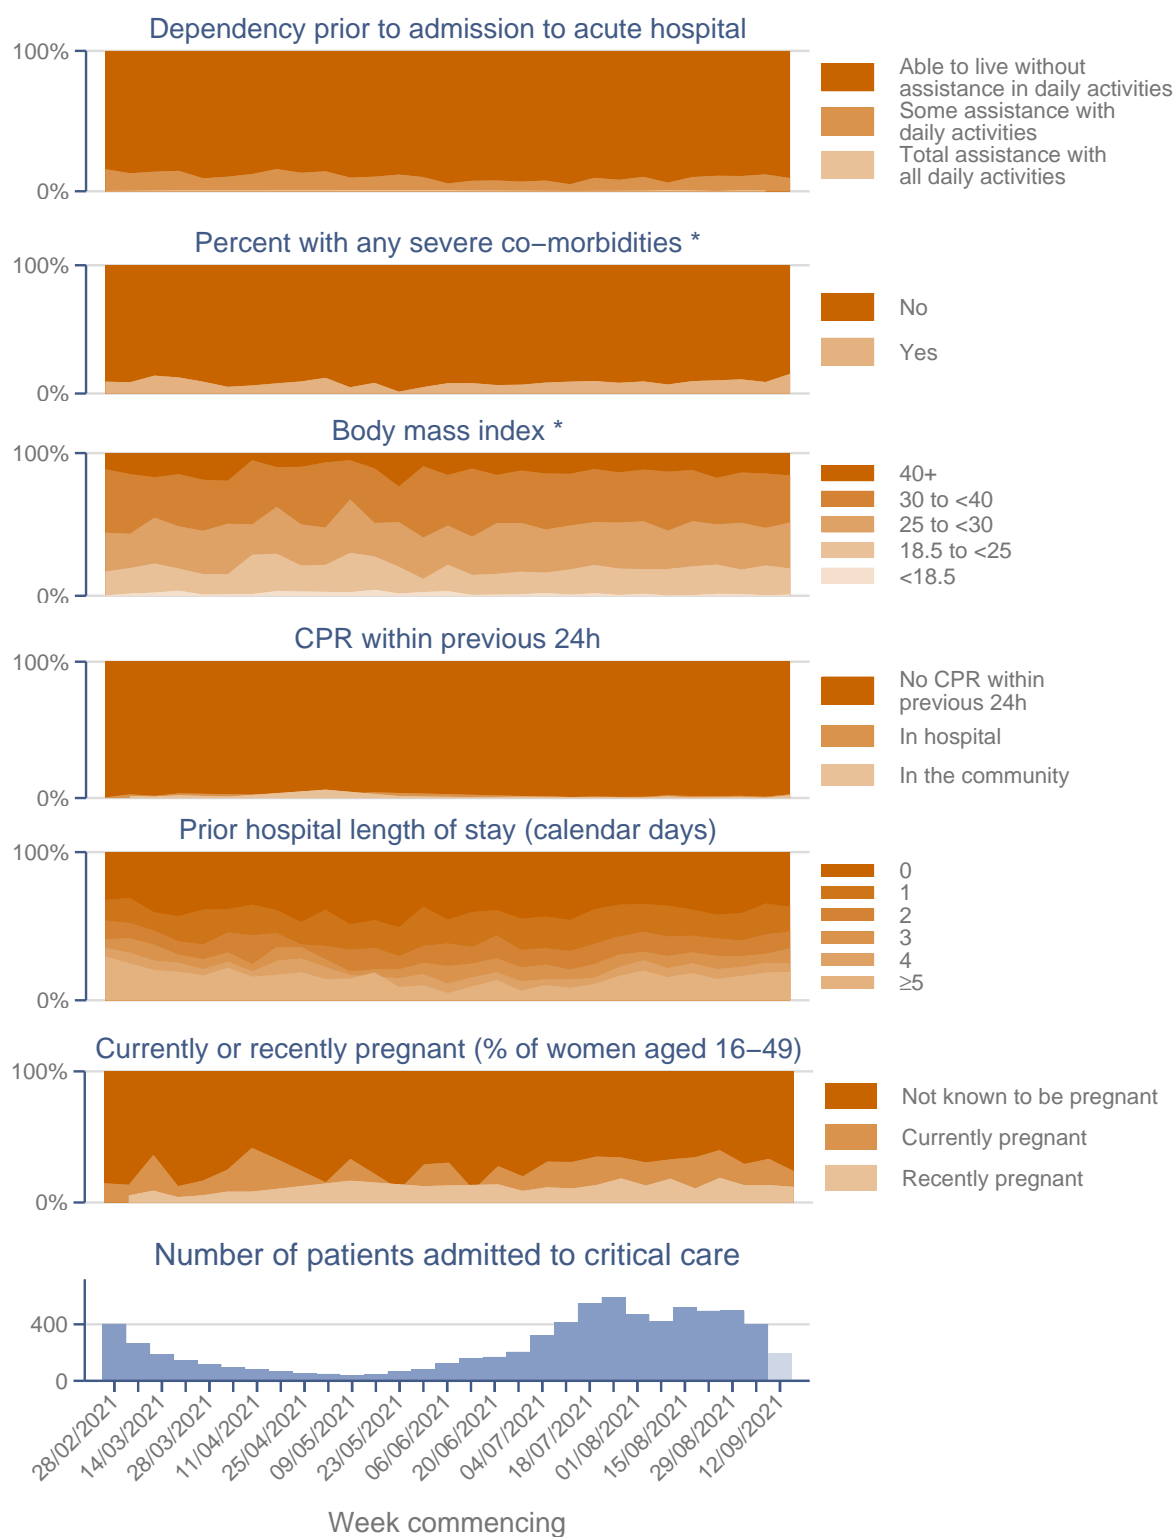 Dependency prior to admission to acute hospital
100%
0%
Able to live without
assistance in daily activities
Some assistance with
daily activities
Total assistance with
all daily activities
Percent with any severe co−morbidities *
100%
0%
No
Yes
Body mass index *
100%
0%
40+
30 to <40
25 to <30
18.5 to <25
<18.5
CPR within previous 24h
100%
0%
No CPR within
previous 24h
In hospital
In the community
Prior hospital length of stay (calendar days)
100%
0%
0
1
2
3
4
≥5
Currently or recently pregnant (% of women aged 16−49)
100%
0%
Not known to be pregnant
Currently pregnant
Recently pregnant
Number of patients admitted to critical care
400
0
28/02/2021
14/03/2021
28/03/2021
11/04/2021
25/04/2021
09/05/2021
23/05/2021
06/06/2021
20/06/2021
04/07/2021
18/07/2021
01/08/2021
15/08/2021
29/08/2021
12/09/2021
Week commencing